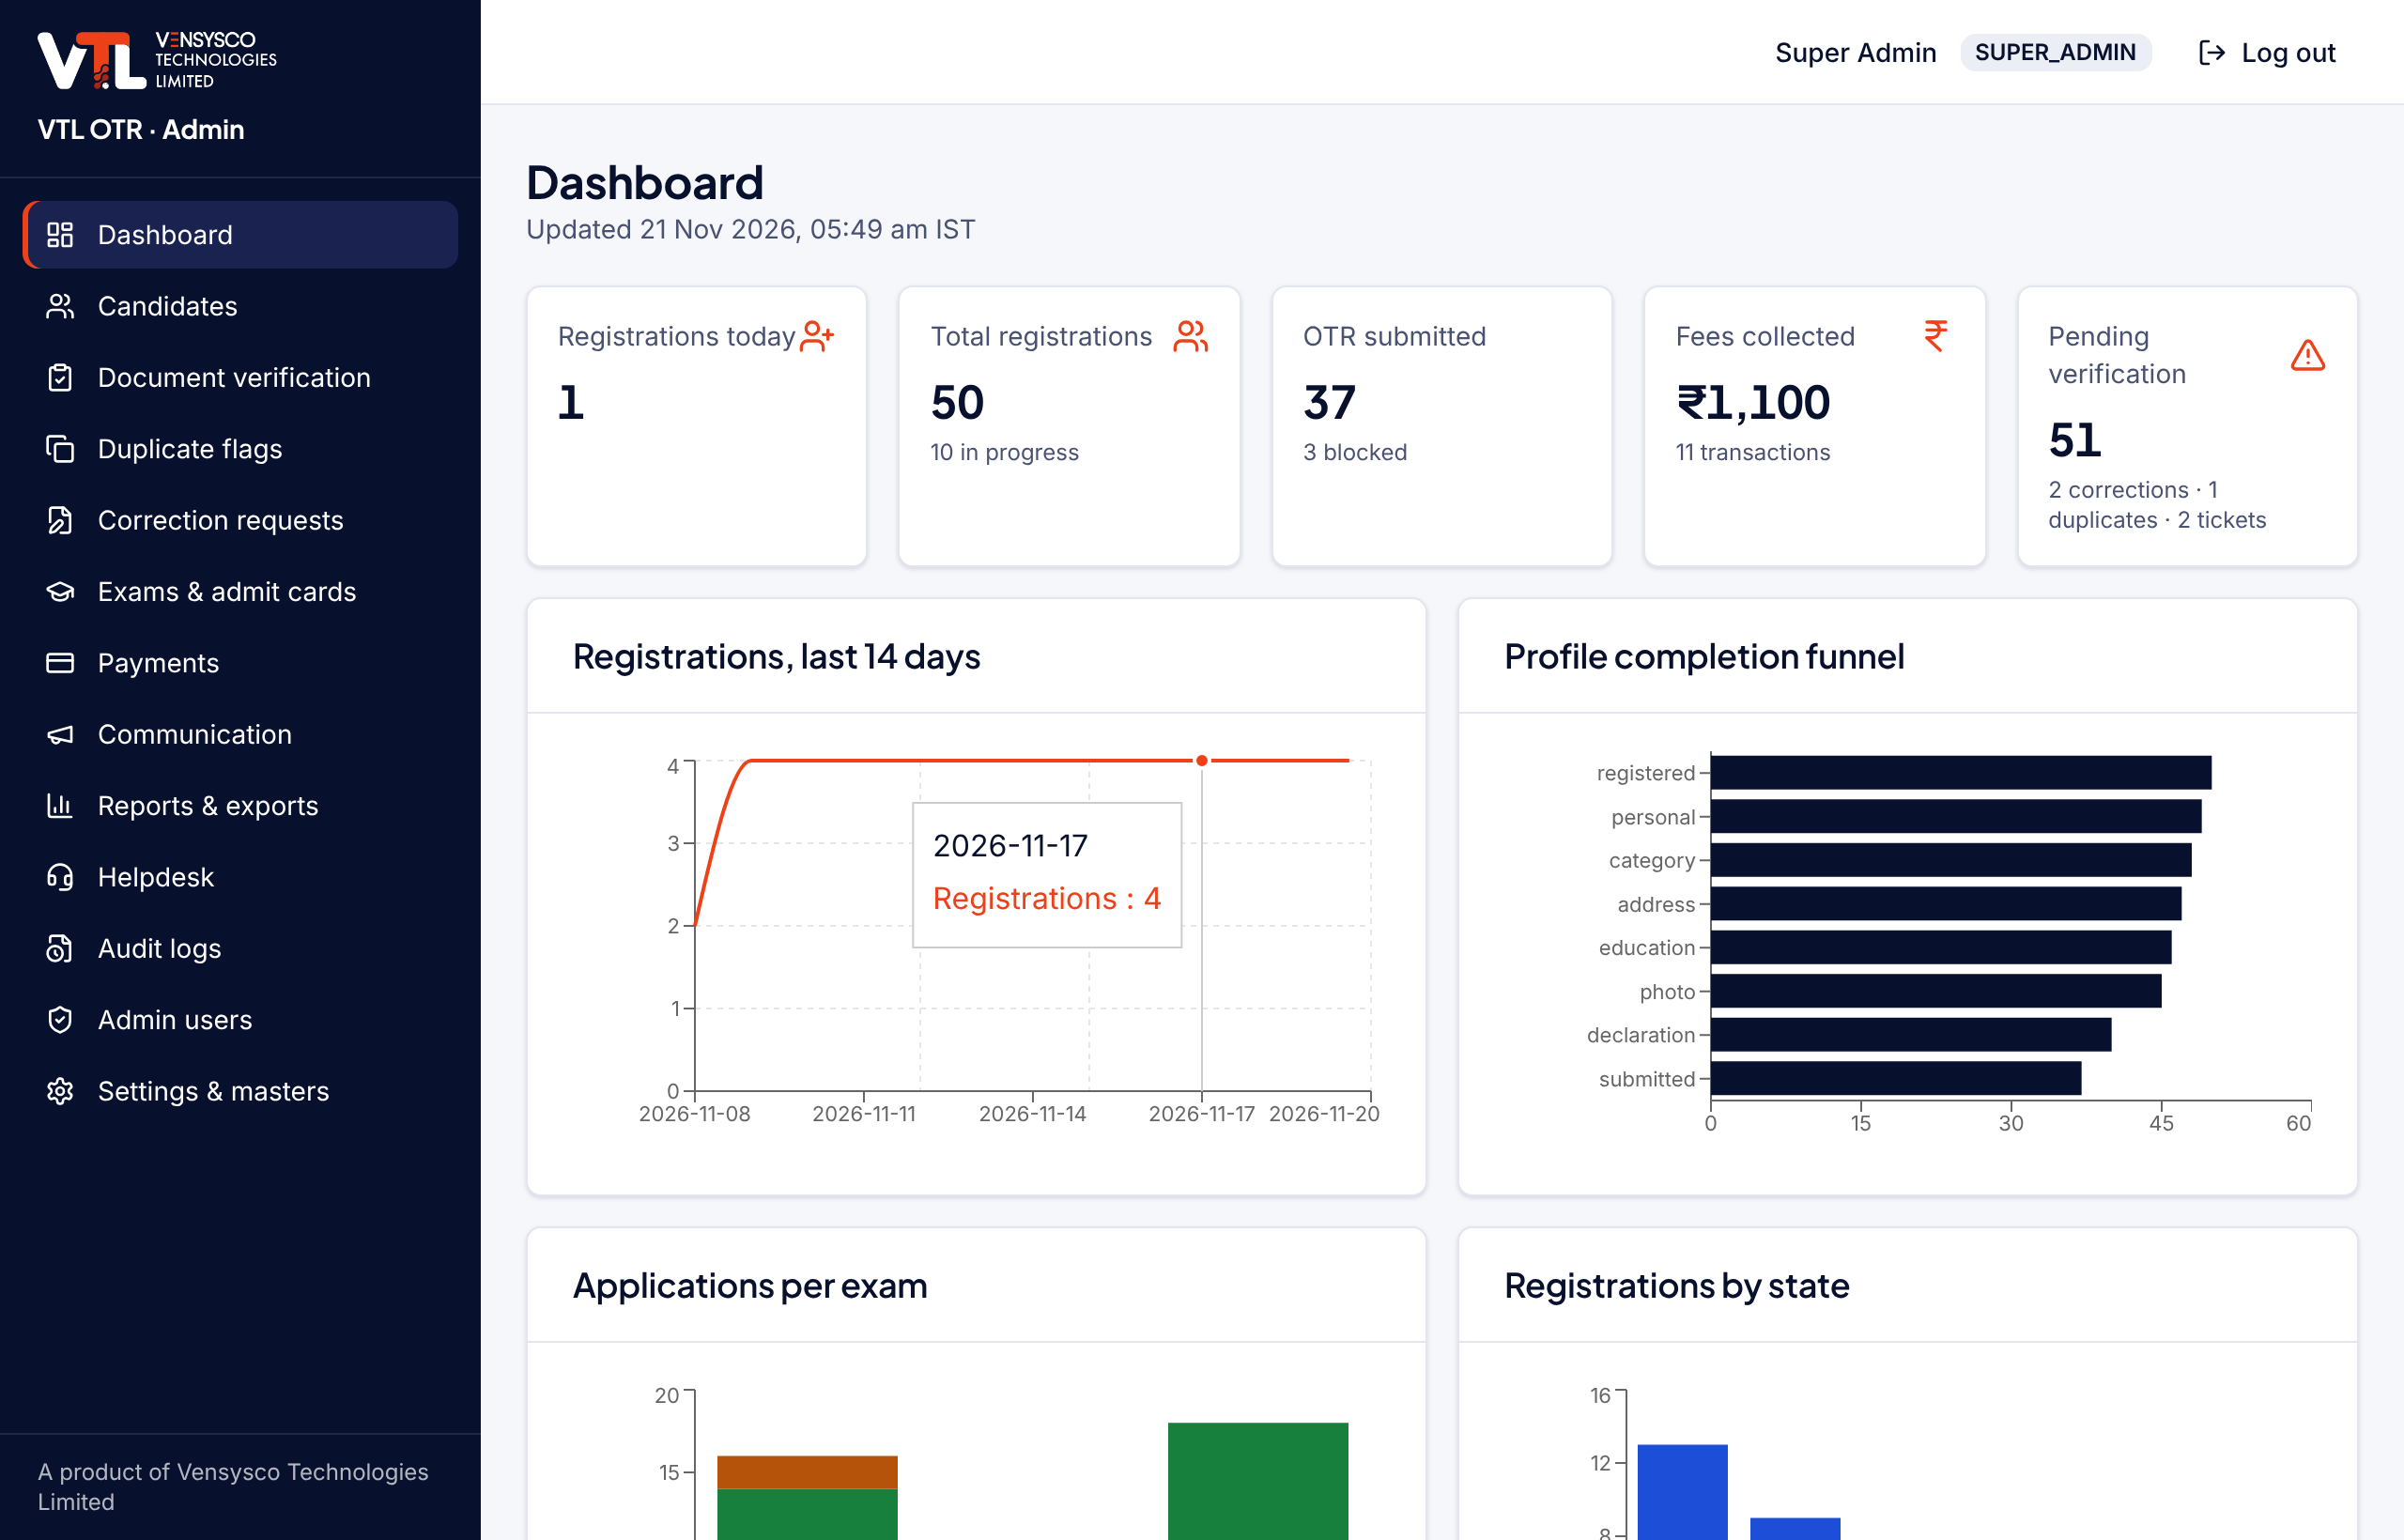 VTL VENSYSCO
TECHNOLOGIES
LIMITED
VTL OTR · Admin
Dashboard
Candidates
Document verification
Duplicate flags
Correction requests
Exams & admit cards
Payments
Communication
Reports & exports
Helpdesk
Audit logs
Admin users
Settings & masters
A product of Vensysco Technologies
Limited
Super Admin SUPER_ADMIN Log out
Dashboard
Updated 21 Nov 2026, 05:49 am IST
Registrations today
1
Total registrations
50
10 in progress
OTR submitted
37
3 blocked
Fees collected ₹
₹1,100
11 transactions
Pending
verification
51
2 corrections · 1
duplicates · 2 tickets
Registrations, last 14 days
4
3
2
1
0
2026-11-17
Registrations : 4
2026-11-08 2026-11-11 2026-11-14 2026-11-17 2026-11-20
Profile completion funnel
registered
personal
category
address
education
photo
declaration
submitted
0 15 30 45 60
Applications per exam
20
15
Registrations by state
16
12
8